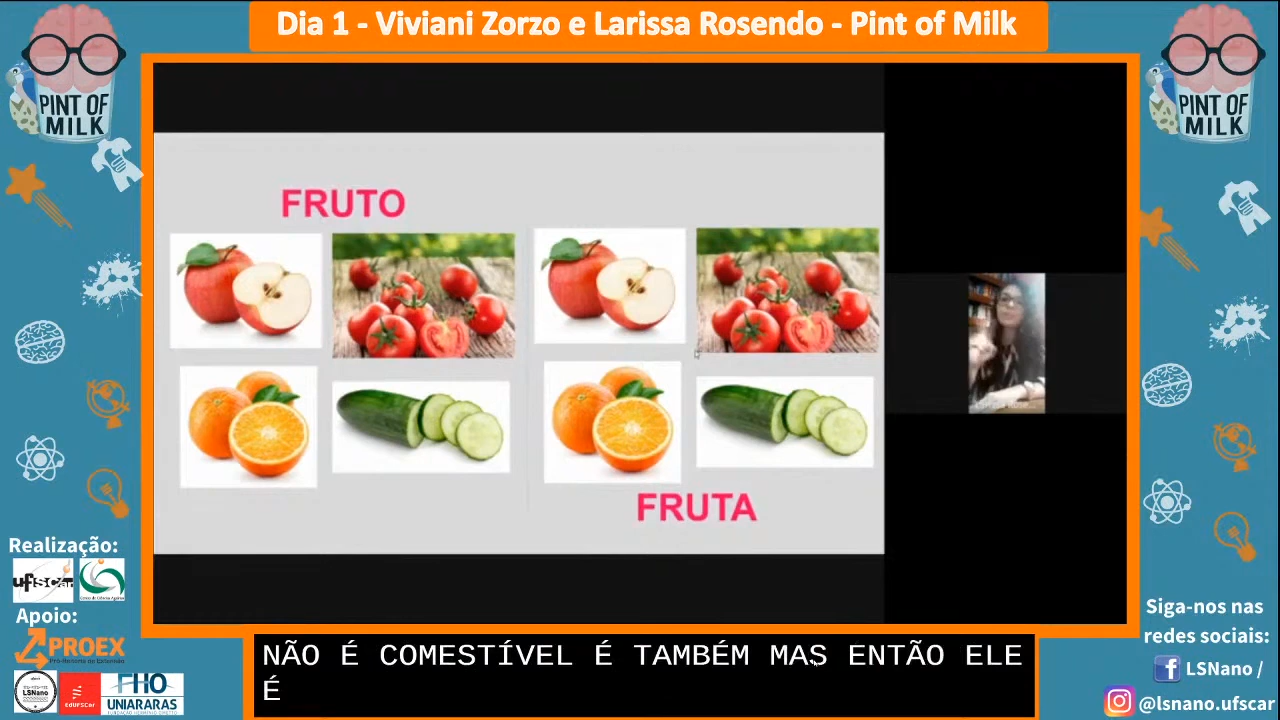 Dia 1 - Viviani Zorzo e Larissa Rosendo - Pint of Milk
PINT OF
MILK
PINT OF
MILK
FRUTO
FRUTA
Realização:
ufscar
Apoio:
PROEX
Pró-Reitoria de Extensão
LSNano
EdUFSCar
FHO
UNIARARAS
NÃO É COMESTÍVEL É TAMBÉM MAS ENTÃO ELE
É
Siga-nos nas
redes sociais:
LSNano /
@lsnano.ufscar